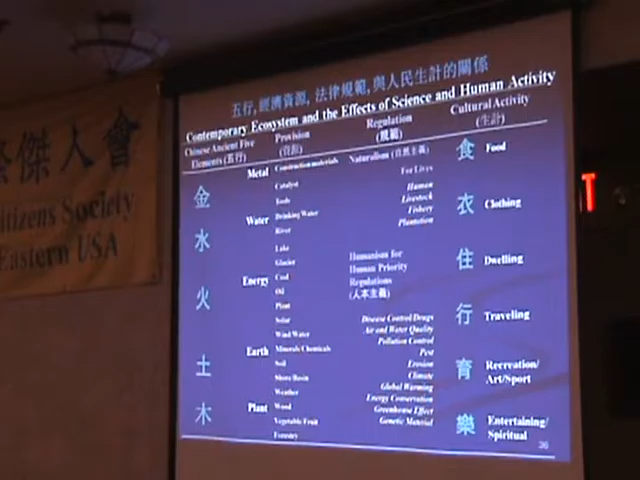 傑人會
itizens Society
Eastern USA
五行, 經濟資源, 法律規範, 與人民生計的關係
Contemporary Ecosystem and the Effects of Science and Human Activity
Chinese Ancient Five
Elements (五行)
Provision
Regulation
(規範)
Cultural Activity
(生計)
金
水
火
土
木
Metal
Construction materials
Catalyst
Tools
Water
Drinking Water
River
Lake
Glacier
Energy
Coal
Oil
Plant
Solar
Wind Water
Earth
Minerals Chemicals
Soil
Shore Basin
Weather
Plant
Wood
Vegetable Fruit
Forestry
Naturalism (自然主義)
For Lives
Human
Livestock
Fishery
Plantation
Humanism for
Human Priority
Regulations
(人本主義)
Disease Control Drugs
Air and Water Quality
Pollution Control
Pest
Erosion
Climate
Global Warming
Energy Conservation
Greenhouse Effect
Genetic Material
食 Food
衣 Clothing
住 Dwelling
行 Traveling
育 Recreation/
Art/Sport
樂 Entertaining/
Spiritual
36